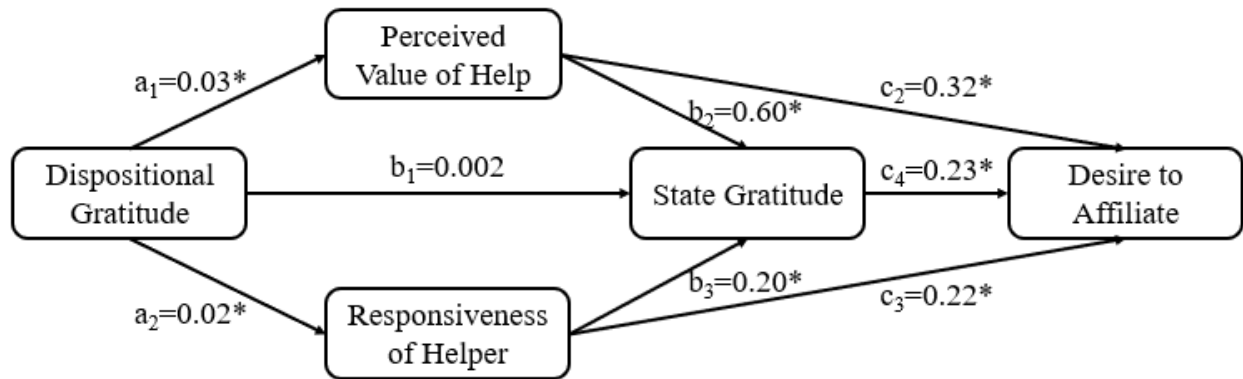 Perceived
Value of Help
a₁=0.03*
c₂=0.32*
b₂=0.60*
Dispositional
Gratitude
b₁=0.002
State Gratitude
c₄=0.23*
Desire to
Affiliate
a₂=0.02*
b₃=0.20*
c₃=0.22*
Responsiveness
of Helper